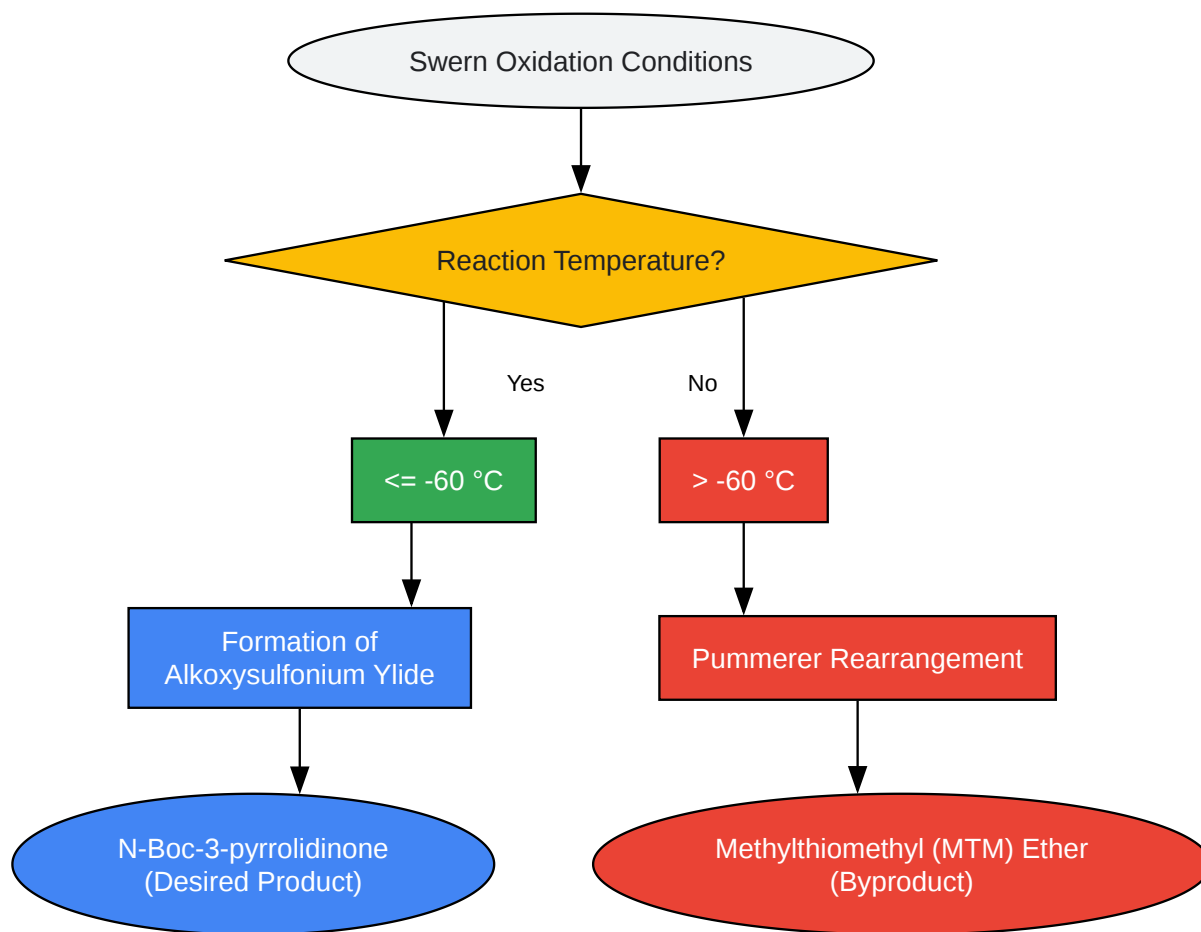 Swern Oxidation Conditions
Reaction Temperature?
Yes
No
<= -60 °C
> -60 °C
Formation of
Alkoxysulfonium Ylide
Pummerer Rearrangement
N-Boc-3-pyrrolidinone
(Desired Product)
Methylthiomethyl (MTM) Ether
(Byproduct)